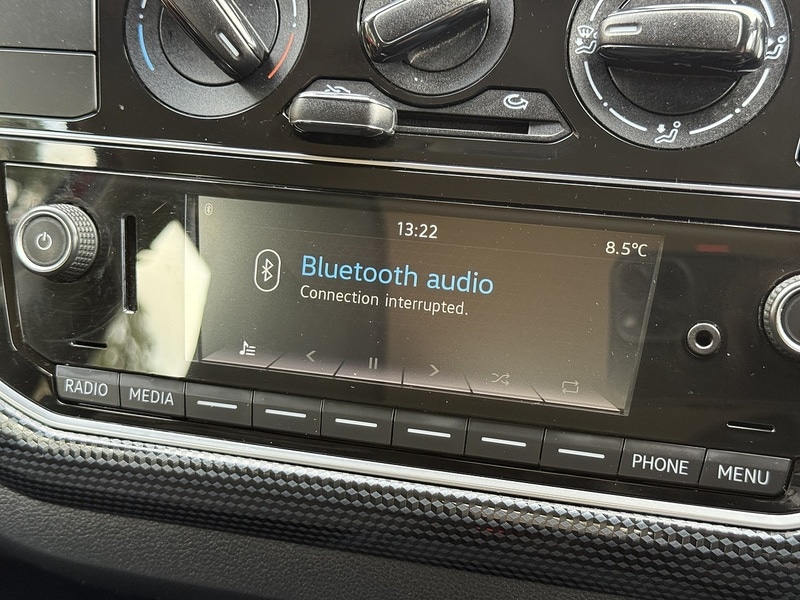 13:22
8.5°C
Bluetooth audio
Connection interrupted.
RADIO
MEDIA
PHONE
MENU